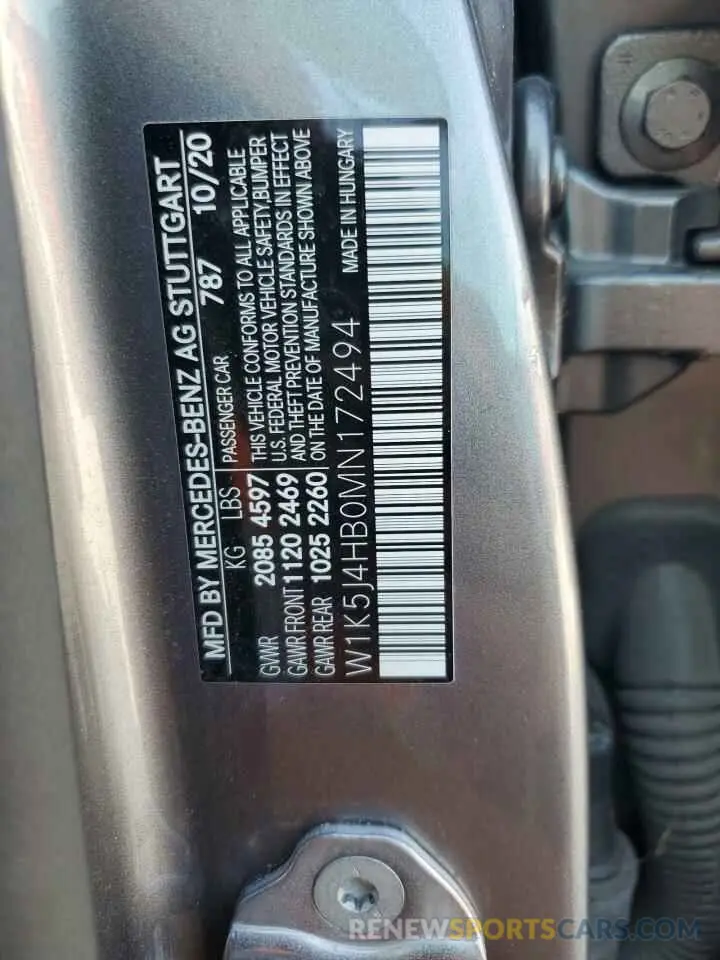 MFD BY MERCEDES-BENZ AG STUTTGART
KG LBS 787 10/20
PASSENGER CAR
GVWR 2085 4597
GAWR FRONT 1120 2469
GAWR REAR 1025 2260
THIS VEHICLE CONFORMS TO ALL APPLICABLE
U.S. FEDERAL MOTOR VEHICLE SAFETY,BUMPER
AND THEFT PREVENTION STANDARDS IN EFFECT
ON THE DATE OF MANUFACTURE SHOWN ABOVE
W1K5J4HB0MN172494 MADE IN HUNGARY
RENEWSPORTSCARS.COM